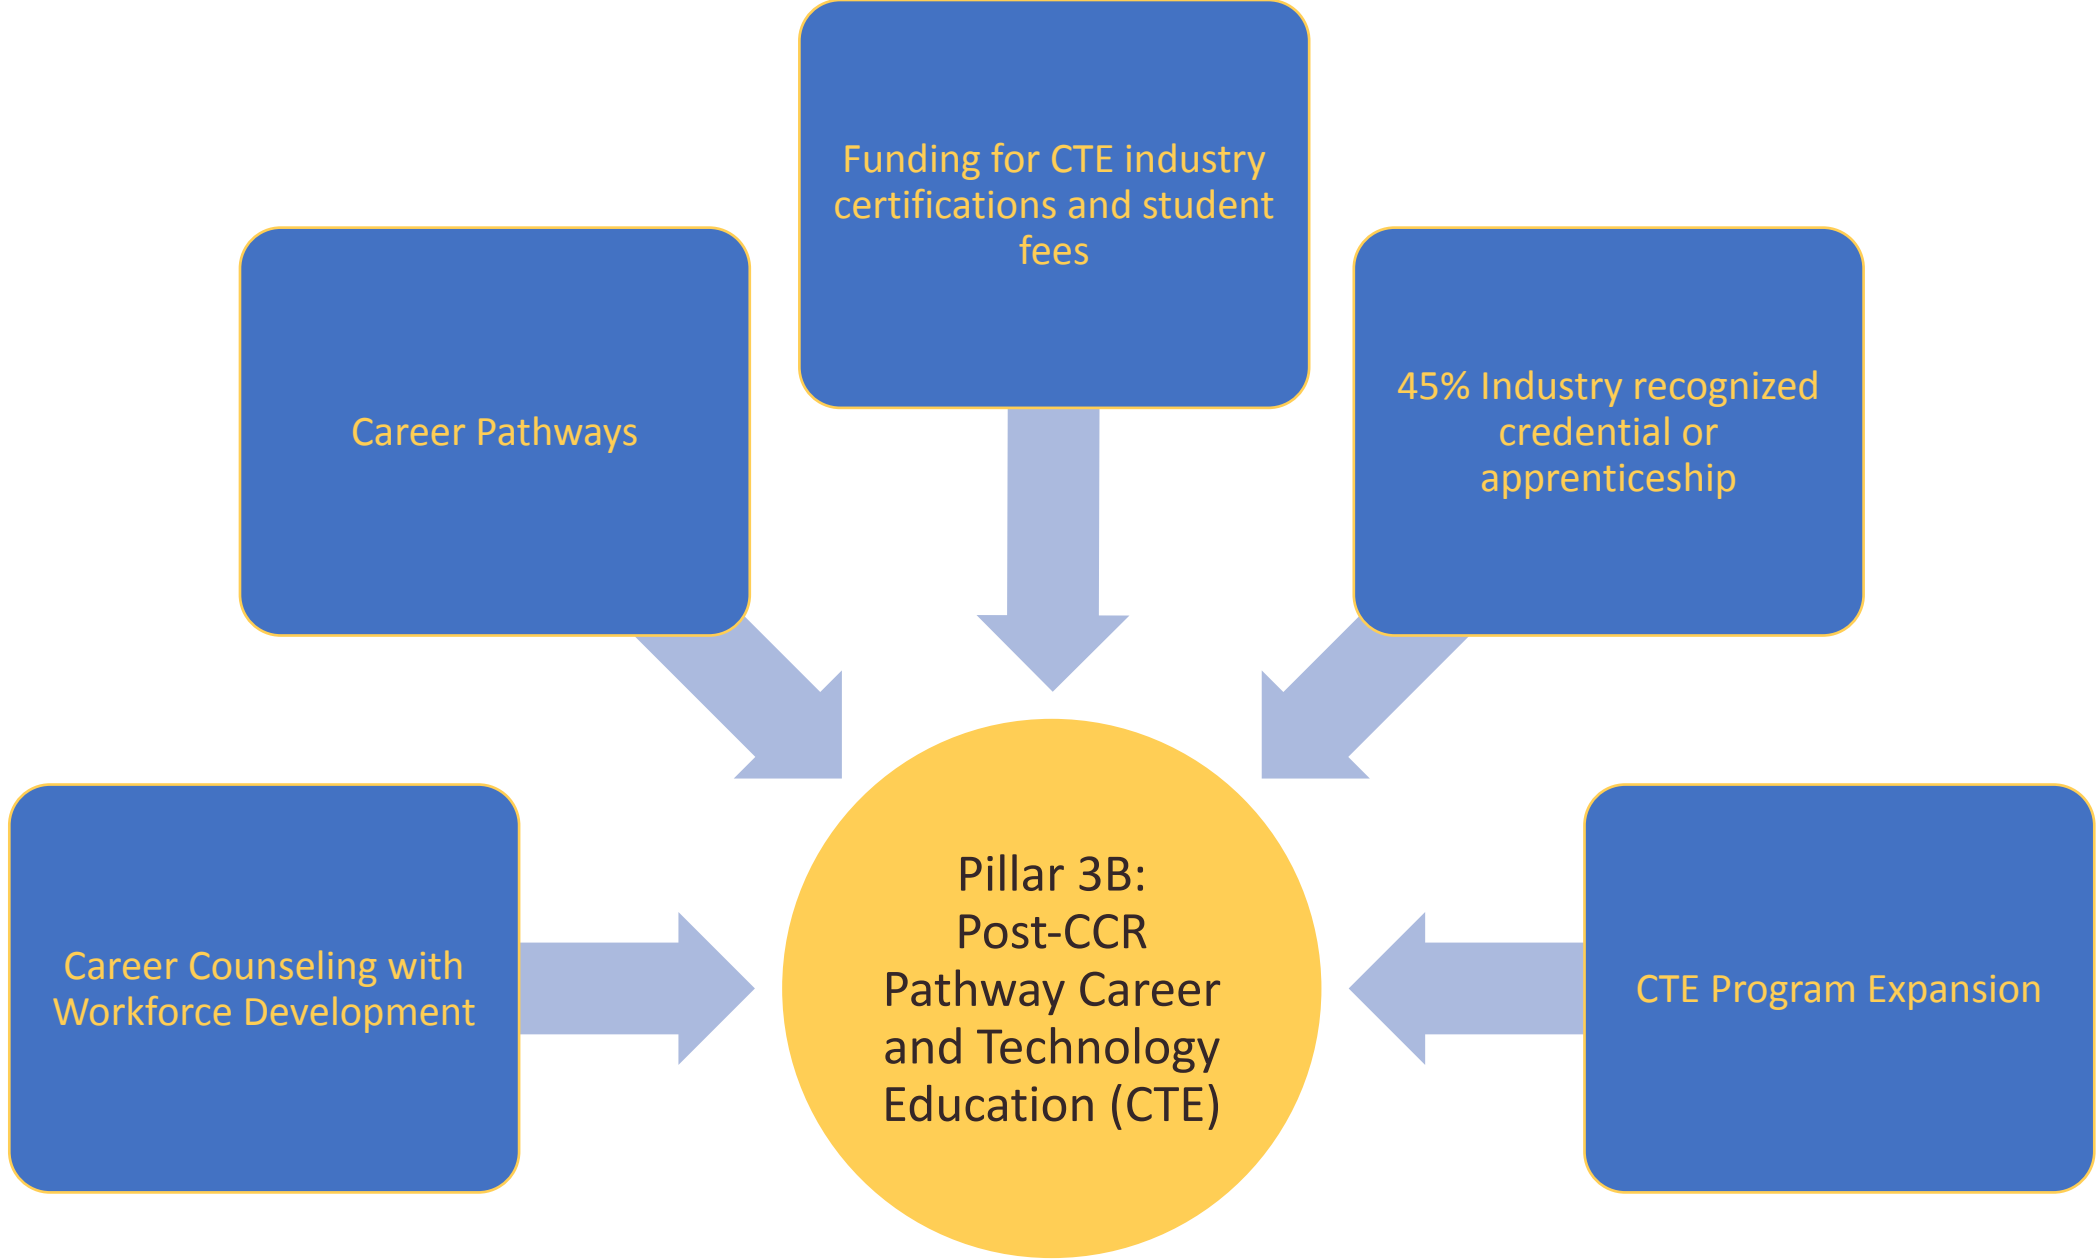 Funding for CTE industry
certifications and student
fees
Career Pathways
45% Industry recognized
credential or
apprenticeship
Career Counseling with
Workforce Development
Pillar 3B:
Post-CCR
Pathway Career
and Technology
Education (CTE)
CTE Program Expansion